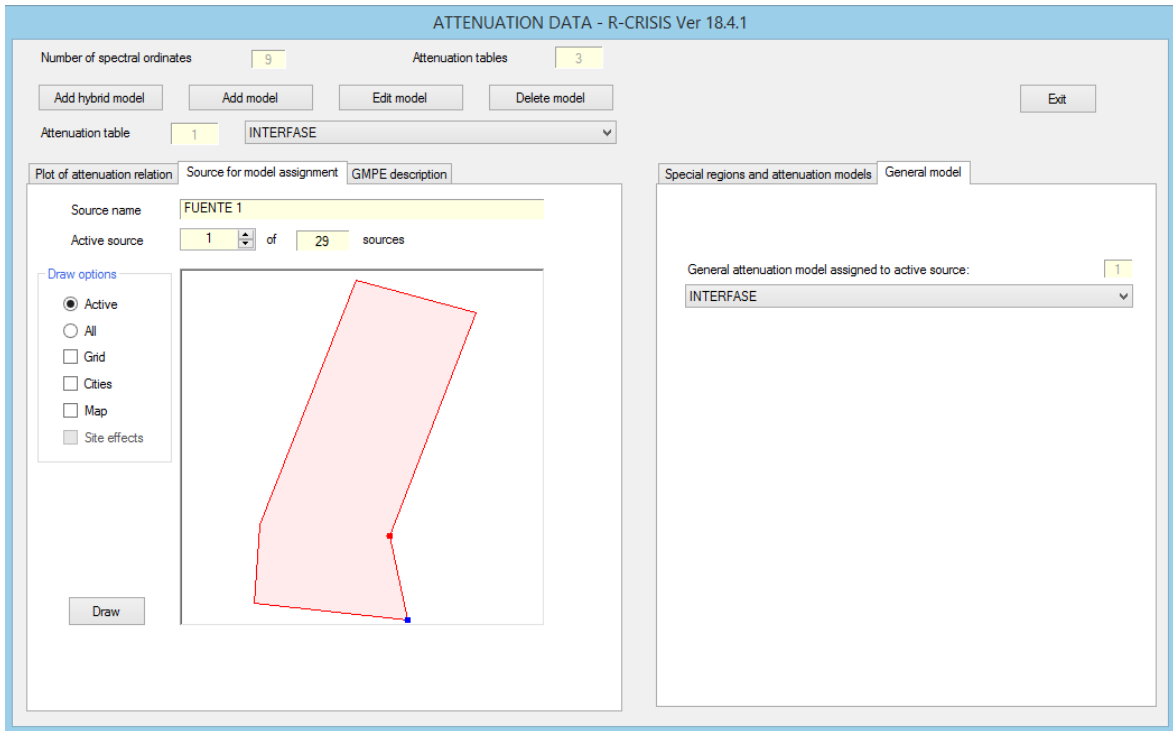 ATTENUATION DATA - R-CRISIS Ver 18.4.1
Number of spectral ordinates 9 Attenuation tables 3
Add hybrid model Add model Edit model Delete model Exit
Attenuation table 1 INTERFASE
Plot of attenuation relation Source for model assignment GMPE description
Source name FUENTE 1
Active source 1 of 29 sources
Draw options
Active
All
Grid
Cities
Map
Site effects
Draw
Special regions and attenuation models General model
General attenuation model assigned to active source: 1
INTERFASE